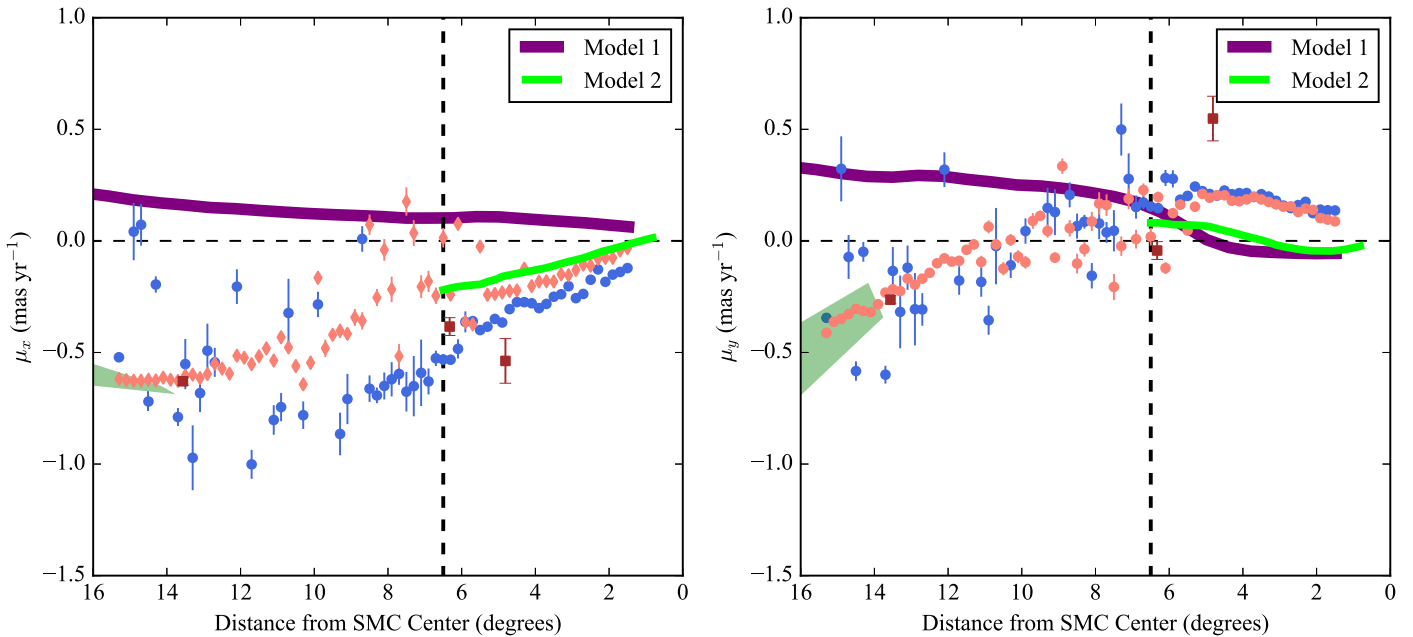 1.0
0.5
0.0
−0.5
−1.0
−1.5
μx (mas yr−1)
16 14 12 10 8 6 4 2 0
Distance from SMC Center (degrees)
Model 1
Model 2
1.0
0.5
0.0
−0.5
−1.0
−1.5
μy (mas yr−1)
16 14 12 10 8 6 4 2 0
Distance from SMC Center (degrees)
Model 1
Model 2